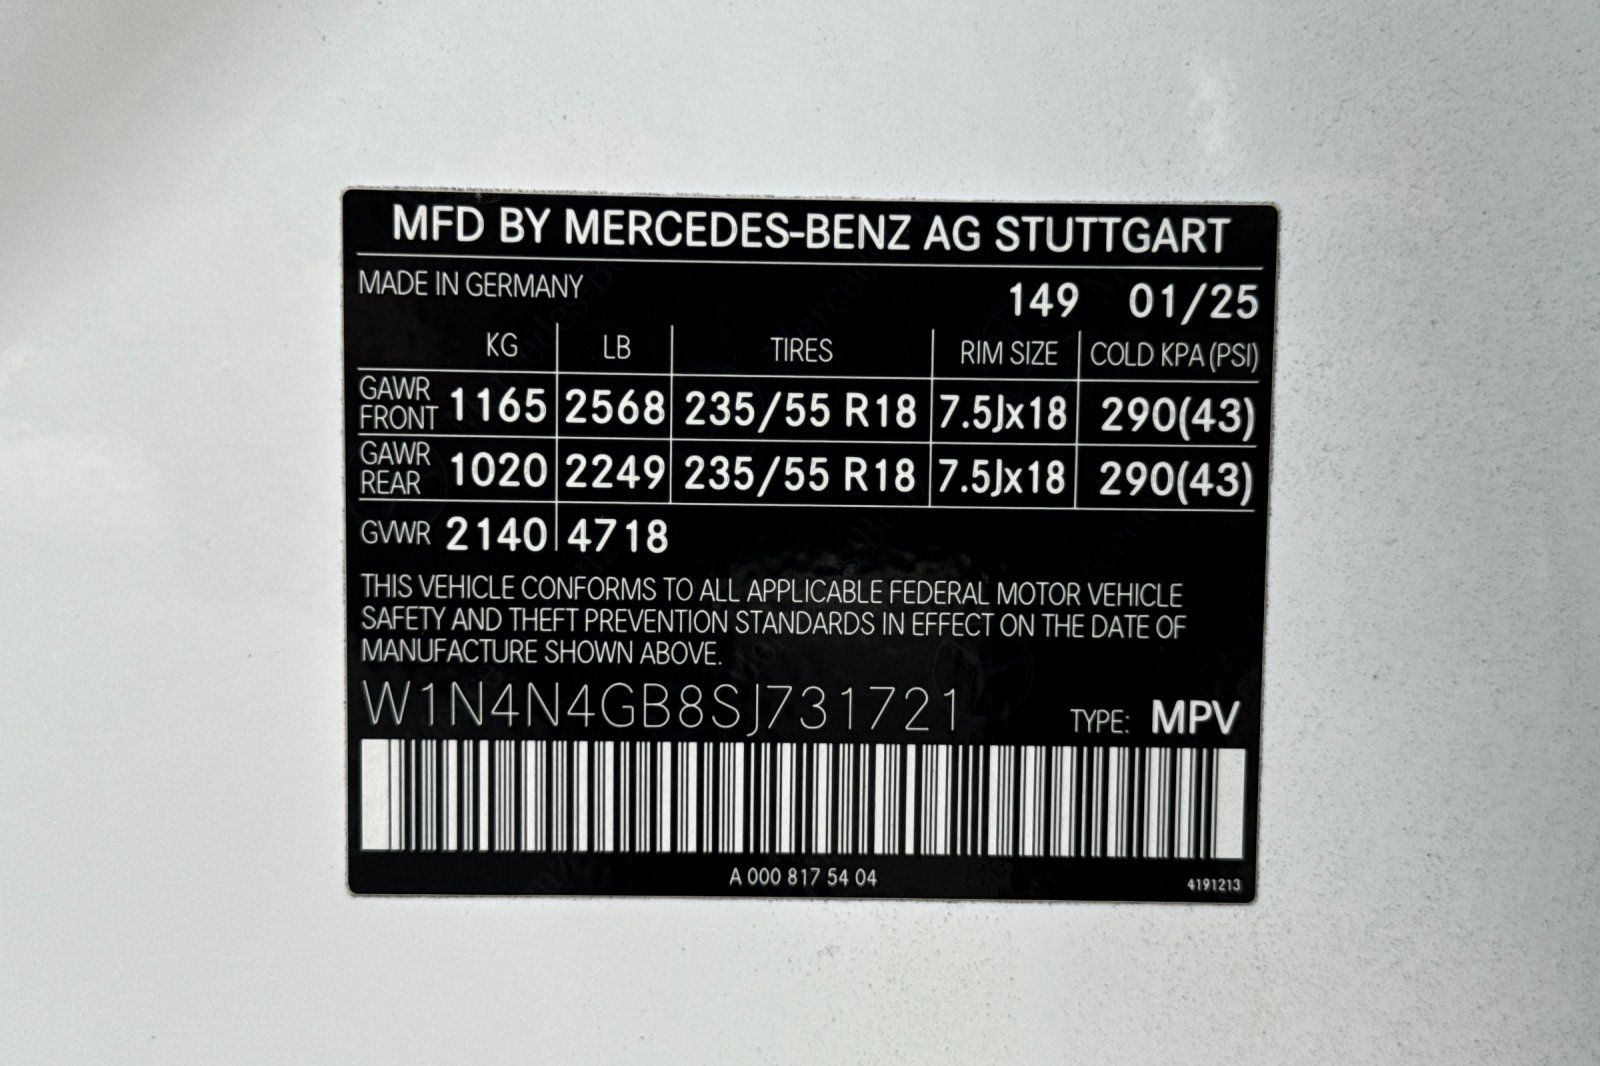 MFD BY MERCEDES-BENZ AG STUTTGART
MADE IN GERMANY 149 01/25
KG LB TIRES RIM SIZE COLD KPA (PSI)
GAWR FRONT 1165 2568 235/55 R18 7.5Jx18 290(43)
GAWR REAR 1020 2249 235/55 R18 7.5Jx18 290(43)
GVWR 2140 4718
THIS VEHICLE CONFORMS TO ALL APPLICABLE FEDERAL MOTOR VEHICLE
SAFETY AND THEFT PREVENTION STANDARDS IN EFFECT ON THE DATE OF
MANUFACTURE SHOWN ABOVE.
W1N4N4GB8SJ731721 TYPE: MPV
A 000 817 54 04 4191213